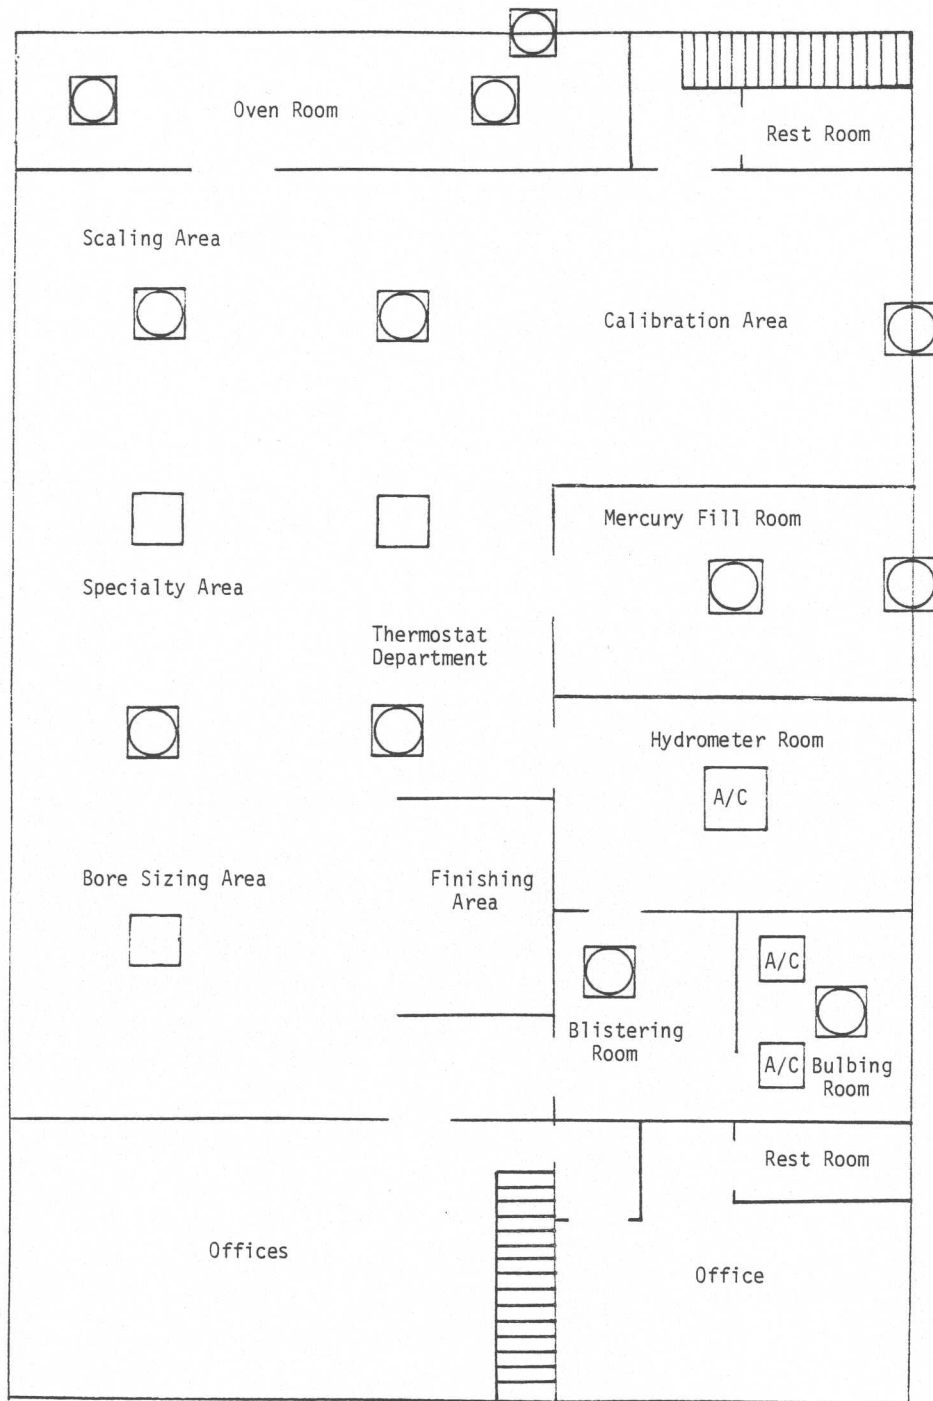 Oven Room
Rest Room
Scaling Area
Calibration Area
Mercury Fill Room
Specialty Area
Thermostat
Department
Hydrometer Room
A/C
Bore Sizing Area
Finishing
Area
A/C
Blistering
Room
A/C
Bulbing
Room
Rest Room
Offices
Office